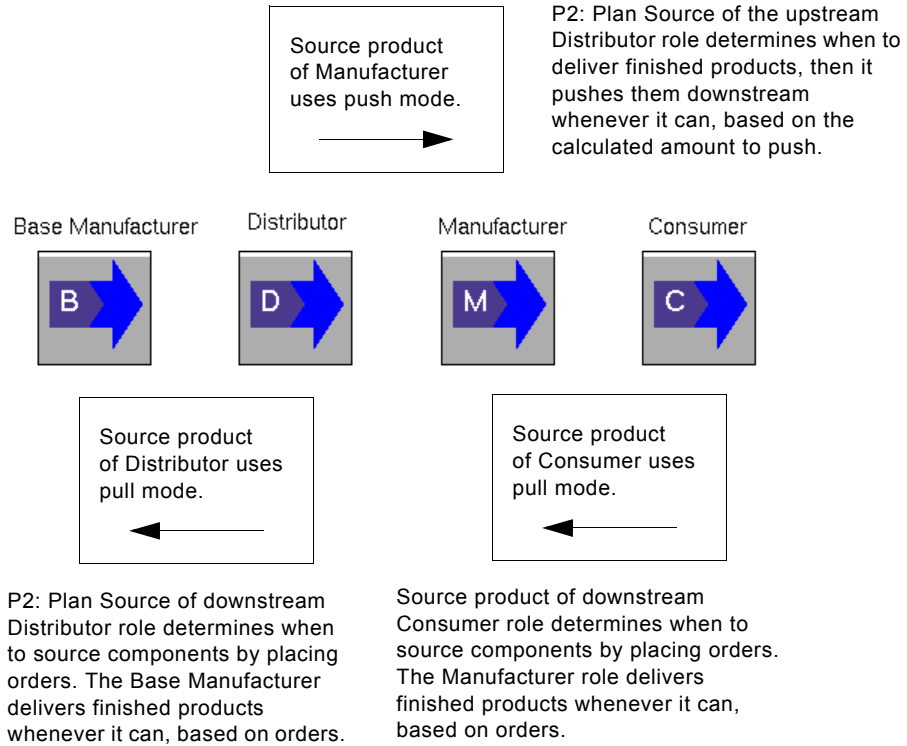 Source product
of Manufacturer
uses push mode.
P2: Plan Source of the upstream
Distributor role determines when to
deliver finished products, then it
pushes them downstream
whenever it can, based on the
calculated amount to push.
Base Manufacturer
Distributor
Manufacturer
Consumer
B
D
M
C
Source product
of Distributor uses
pull mode.
Source product
of Consumer uses
pull mode.
P2: Plan Source of downstream
Distributor role determines when
to source components by placing
orders. The Base Manufacturer
delivers finished products
whenever it can, based on orders.
Source product of downstream
Consumer role determines when to
source components by placing orders.
The Manufacturer role delivers
finished products whenever it can,
based on orders.